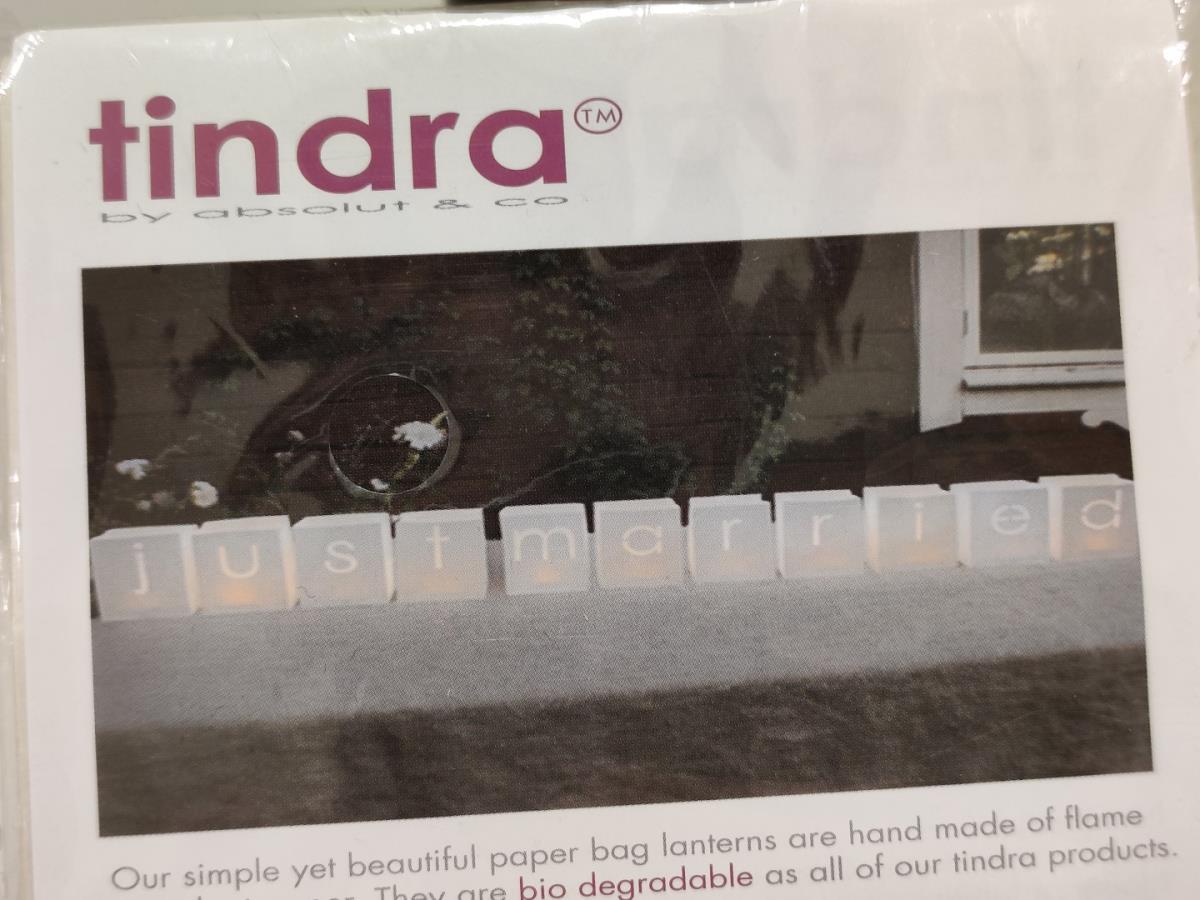 tindra™
by absolut & co
just married
Our simple yet beautiful paper bag lanterns are hand made of flame
They are bio degradable as all of our tindra products.